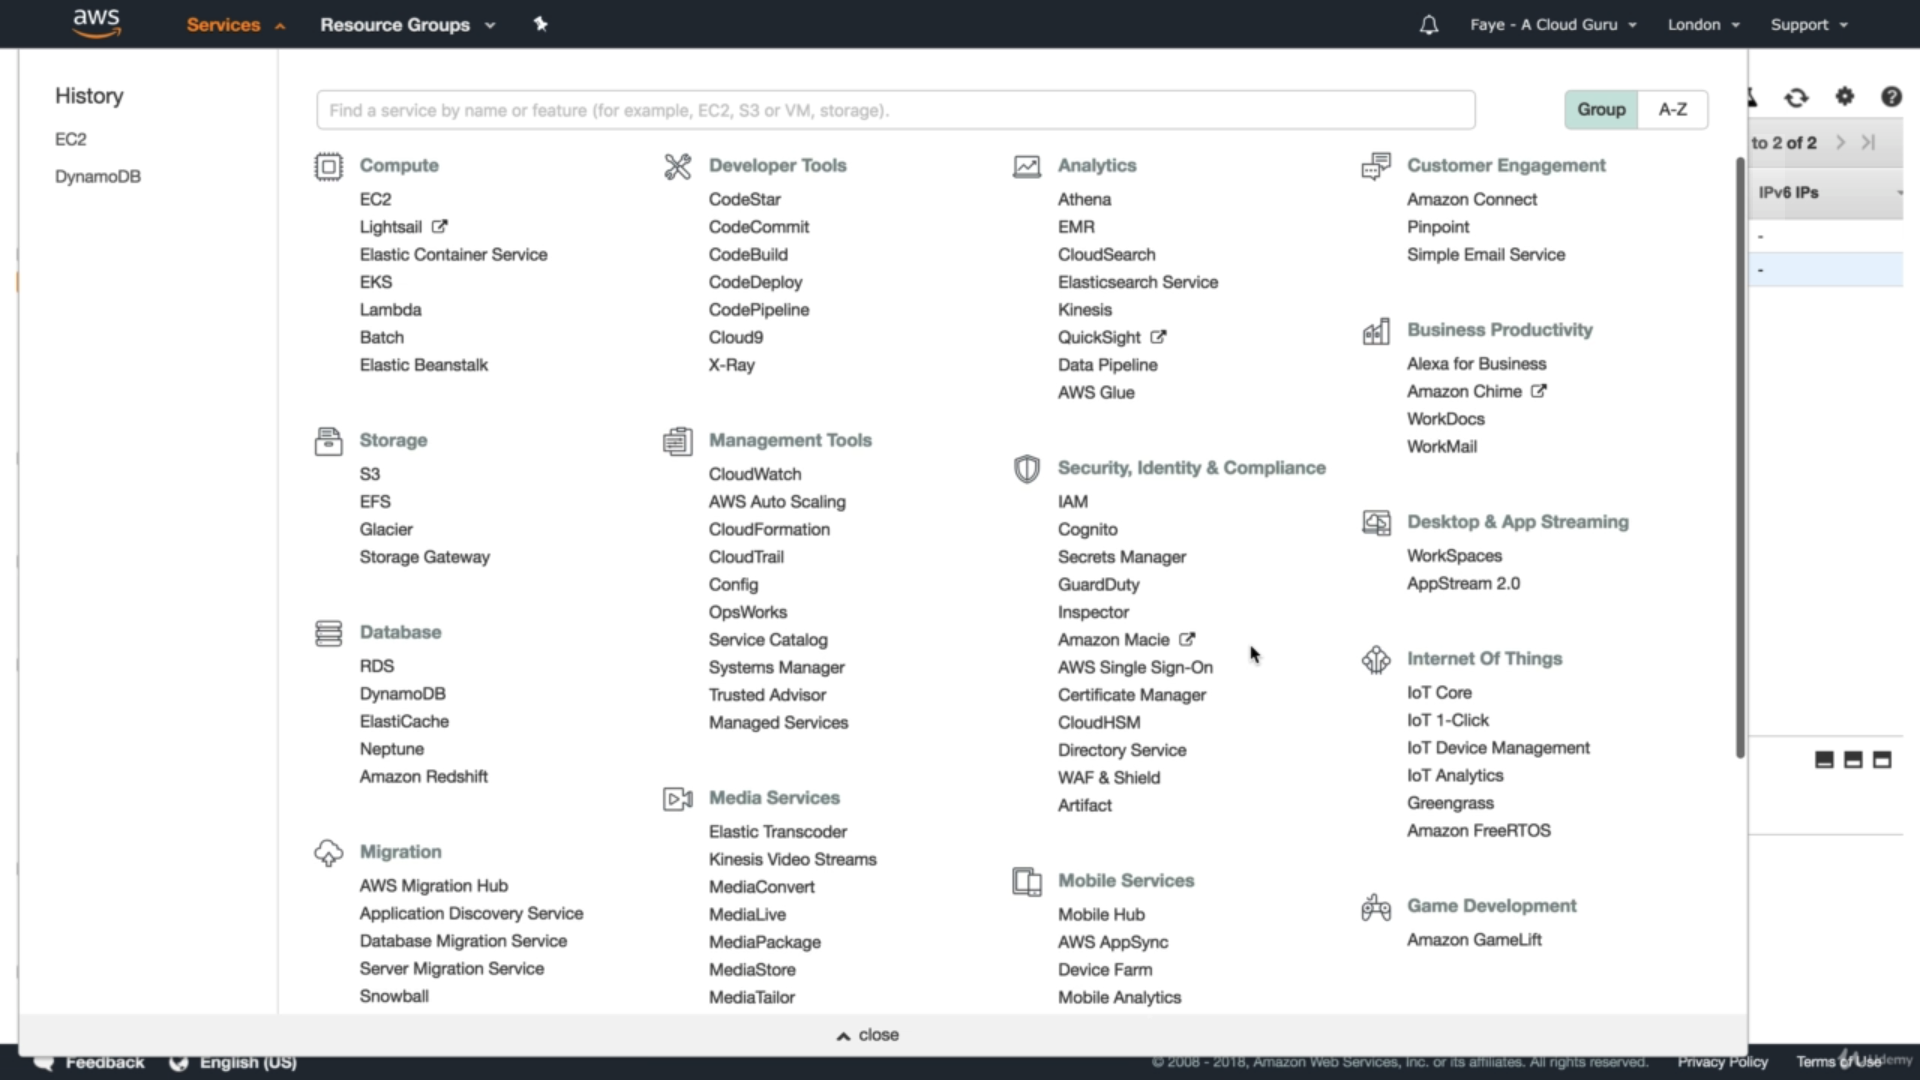 aws
Services
Resource Groups
Faye - A Cloud Guru
London
Support
History
EC2
DynamoDB
Find a service by name or feature (for example, EC2, S3 or VM, storage).
Group
A-Z
Compute
EC2
Lightsail
Elastic Container Service
EKS
Lambda
Batch
Elastic Beanstalk
Storage
S3
EFS
Glacier
Storage Gateway
Database
RDS
DynamoDB
ElastiCache
Neptune
Amazon Redshift
Migration
AWS Migration Hub
Application Discovery Service
Database Migration Service
Server Migration Service
Snowball
Developer Tools
CodeStar
CodeCommit
CodeBuild
CodeDeploy
CodePipeline
Cloud9
X-Ray
Management Tools
CloudWatch
AWS Auto Scaling
CloudFormation
CloudTrail
Config
OpsWorks
Service Catalog
Systems Manager
Trusted Advisor
Managed Services
Media Services
Elastic Transcoder
Kinesis Video Streams
MediaConvert
MediaLive
MediaPackage
MediaStore
MediaTailor
Analytics
Athena
EMR
CloudSearch
Elasticsearch Service
Kinesis
QuickSight
Data Pipeline
AWS Glue
Security, Identity & Compliance
IAM
Cognito
Secrets Manager
GuardDuty
Inspector
Amazon Macie
AWS Single Sign-On
Certificate Manager
CloudHSM
Directory Service
WAF & Shield
Artifact
Mobile Services
Mobile Hub
AWS AppSync
Device Farm
Mobile Analytics
Customer Engagement
Amazon Connect
Pinpoint
Simple Email Service
Business Productivity
Alexa for Business
Amazon Chime
WorkDocs
WorkMail
Desktop & App Streaming
WorkSpaces
AppStream 2.0
Internet Of Things
IoT Core
IoT 1-Click
IoT Device Management
IoT Analytics
Greengrass
Amazon FreeRTOS
Game Development
Amazon GameLift
to 2 of 2
IPv6 IPs
-
-
close
Feedback
English (US)
© 2008 - 2018, Amazon Web Services, Inc. or its affiliates. All rights reserved.
Privacy Policy
Terms of Use